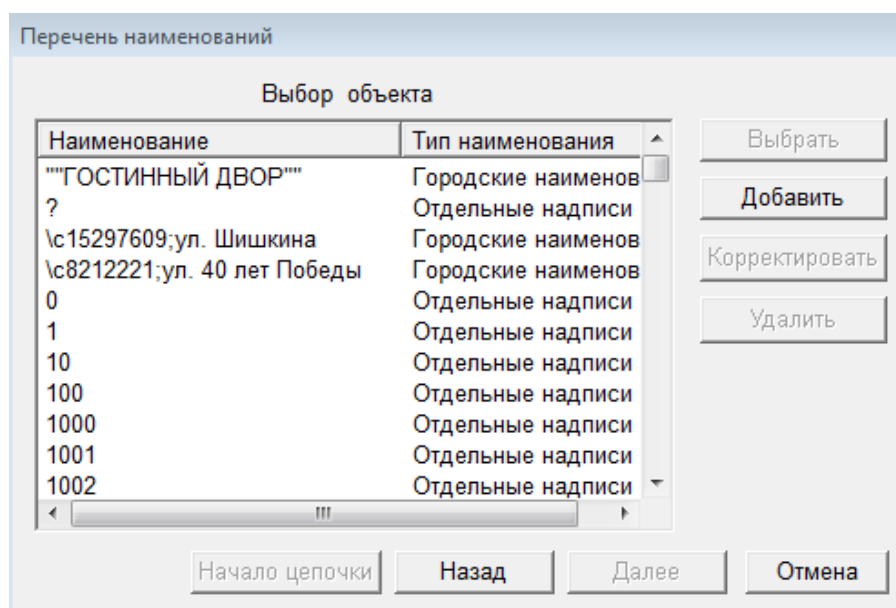 Перечень наименований
Выбор объекта
Наименование Тип наименования
""ГОСТИННЫЙ ДВОР"" Городские наименов
? Отдельные надписи
\c15297609;ул. Шишкина Городские наименов
\c8212221;ул. 40 лет Победы Городские наименов
0 Отдельные надписи
1 Отдельные надписи
10 Отдельные надписи
100 Отдельные надписи
1000 Отдельные надписи
1001 Отдельные надписи
1002 Отдельные надписи
Выбрать
Добавить
Корректировать
Удалить
Начало цепочки Назад Далее Отмена